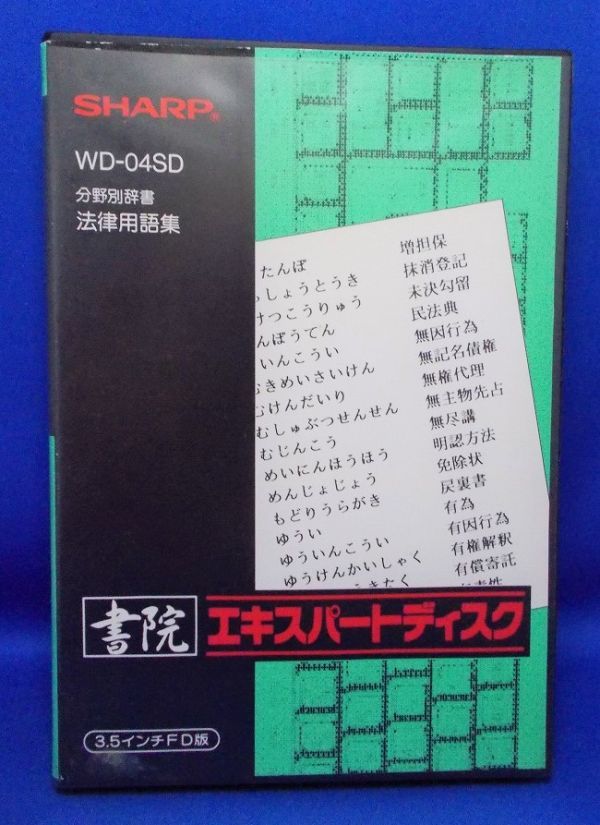 SHARP®
WD-04SD
分野別辞書
法律用語集
たんぽ 増担保
しょうとうき 抹消登記
けつこうりゅう 未決勾留
んぽうてん 民法典
いんこうい 無因行為
むきめいさいけん 無記名債権
むけんだいり 無権代理
むしゅぶつせんせん 無主物先占
むじんこう 無尽講
めいにんほうほう 明認方法
めんじょじょう 免除状
もどりうらがき 戻裏書
ゆうい 有為
ゆういんこうい 有因行為
ゆうけんかいしゃく 有権解釈
きたく 有償寄託
書院 エキスパートディスク
3.5インチFD版